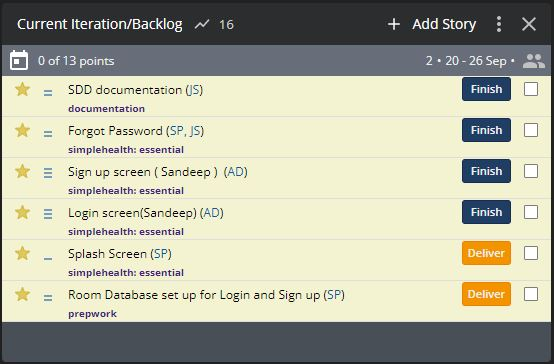 Current Iteration/Backlog 16 + Add Story
0 of 13 points 2 • 20 - 26 Sep •
SDD documentation (JS) Finish
documentation
Forgot Password (SP, JS) Finish
simplehealth: essential
Sign up screen ( Sandeep ) (AD) Finish
simplehealth: essential
Login screen(Sandeep) (AD) Finish
simplehealth: essential
Splash Screen (SP) Deliver
simplehealth: essential
Room Database set up for Login and Sign up (SP) Deliver
prepwork